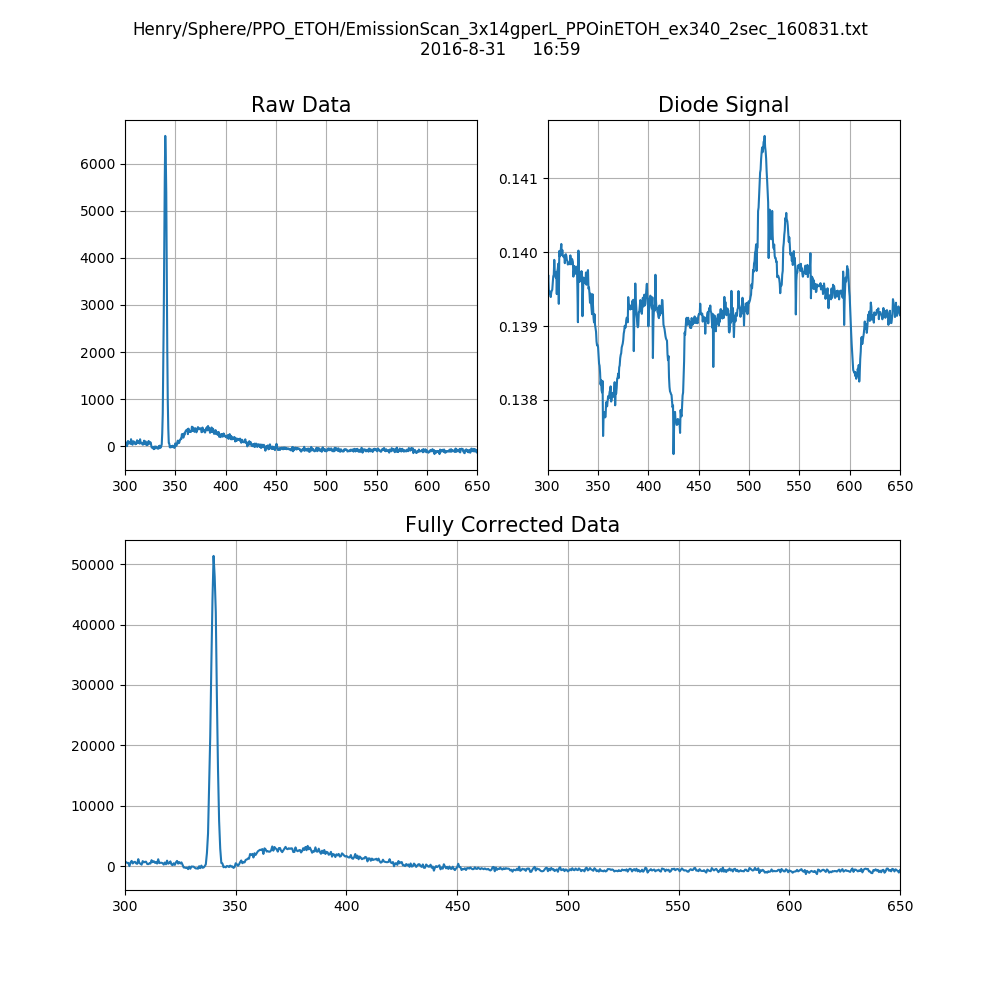 Henry/Sphere/PPO_ETOH/EmissionScan_3x14gperL_PPOinETOH_ex340_2sec_160831.txt
2016-8-31 16:59
Raw Data
6000
5000
4000
3000
2000
1000
0
300 350 400 450 500 550 600 650
Diode Signal
0.141
0.140
0.139
0.138
300 350 400 450 500 550 600 650
Fully Corrected Data
50000
40000
30000
20000
10000
0
300 350 400 450 500 550 600 650